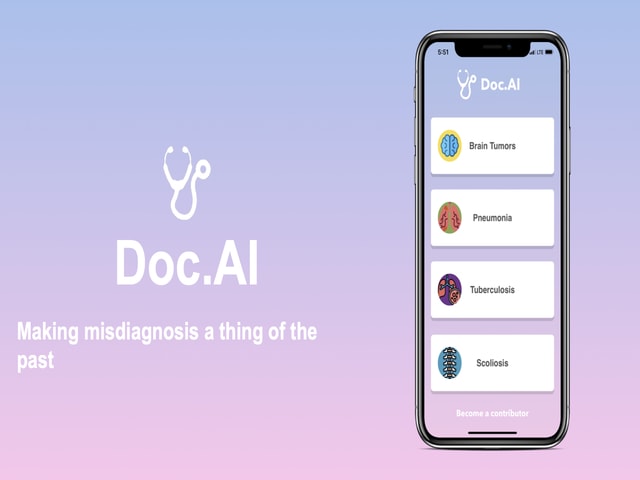 Doc.AI
Making misdiagnosis a thing of the
past
5:51
LTE
Doc.AI
Brain Tumors
Pneumonia
Tuberculosis
Scoliosis
Become a contributor